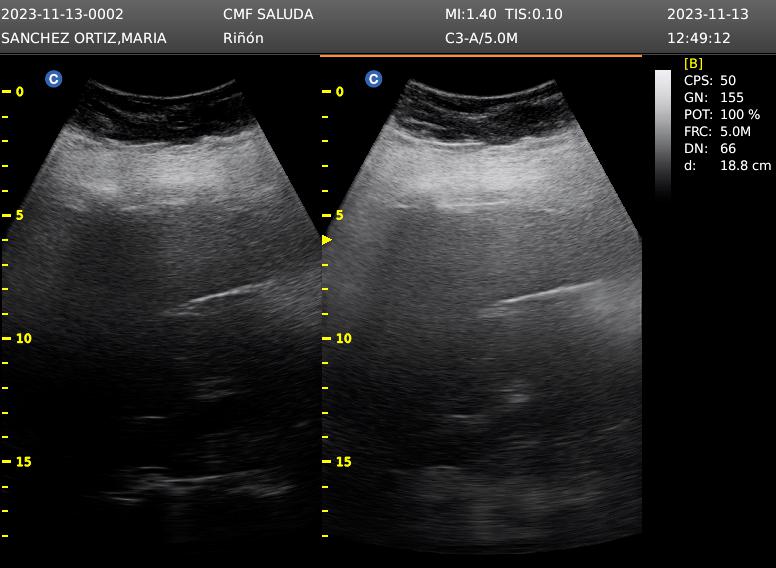 2023-11-13-0002 CMF SALUDA MI:1.40 TIS:0.10 2023-11-13
SANCHEZ ORTIZ,MARIA Riñón C3-A/5.0M 12:49:12
[B]
CPS: 50
GN: 155
POT: 100 %
FRC: 5.0M
DN: 66
d: 18.8 cm
C
0
5
10
15
C
0
5
10
15